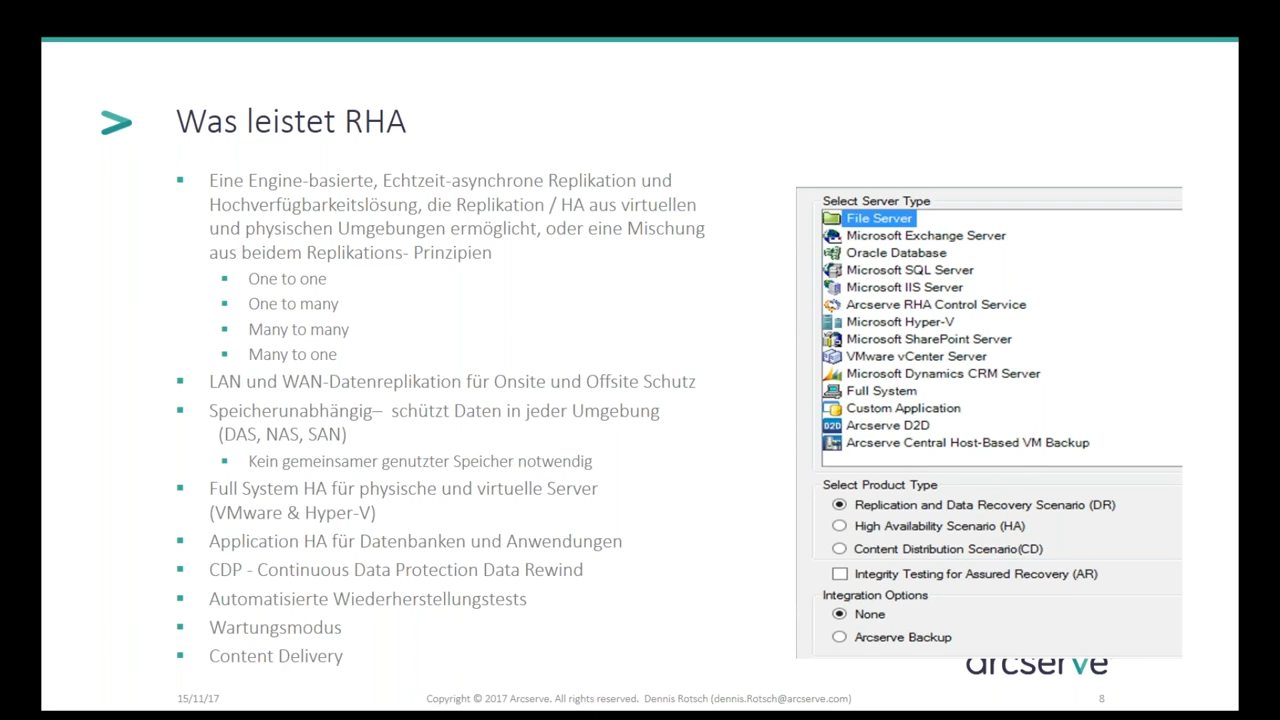 Was leistet RHA
Eine Engine-basierte, Echtzeit-asynchrone Replikation und
Hochverfügbarkeitslösung, die Replikation / HA aus virtuellen
und physischen Umgebungen ermöglicht, oder eine Mischung
aus beidem Replikations- Prinzipien
One to one
One to many
Many to many
Many to one
LAN und WAN-Datenreplikation für Onsite und Offsite Schutz
Speicherunabhängig– schützt Daten in jeder Umgebung
(DAS, NAS, SAN)
Kein gemeinsamer genutzter Speicher notwendig
Full System HA für physische und virtuelle Server
(VMware & Hyper-V)
Application HA für Datenbanken und Anwendungen
CDP - Continuous Data Protection Data Rewind
Automatisierte Wiederherstellungstests
Wartungsmodus
Content Delivery
Select Server Type
File Server
Microsoft Exchange Server
Oracle Database
Microsoft SQL Server
Microsoft IIS Server
Arcserve RHA Control Service
Microsoft Hyper-V
Microsoft SharePoint Server
VMware vCenter Server
Microsoft Dynamics CRM Server
Full System
Custom Application
D2D Arcserve D2D
Arcserve Central Host-Based VM Backup
Select Product Type
Replication and Data Recovery Scenario (DR)
High Availability Scenario (HA)
Content Distribution Scenario(CD)
Integrity Testing for Assured Recovery (AR)
Integration Options
None
Arcserve Backup
arcserve
15/11/17
Copyright © 2017 Arcserve. All rights reserved. Dennis Rotsch (dennis.Rotsch@arcserve.com)
8